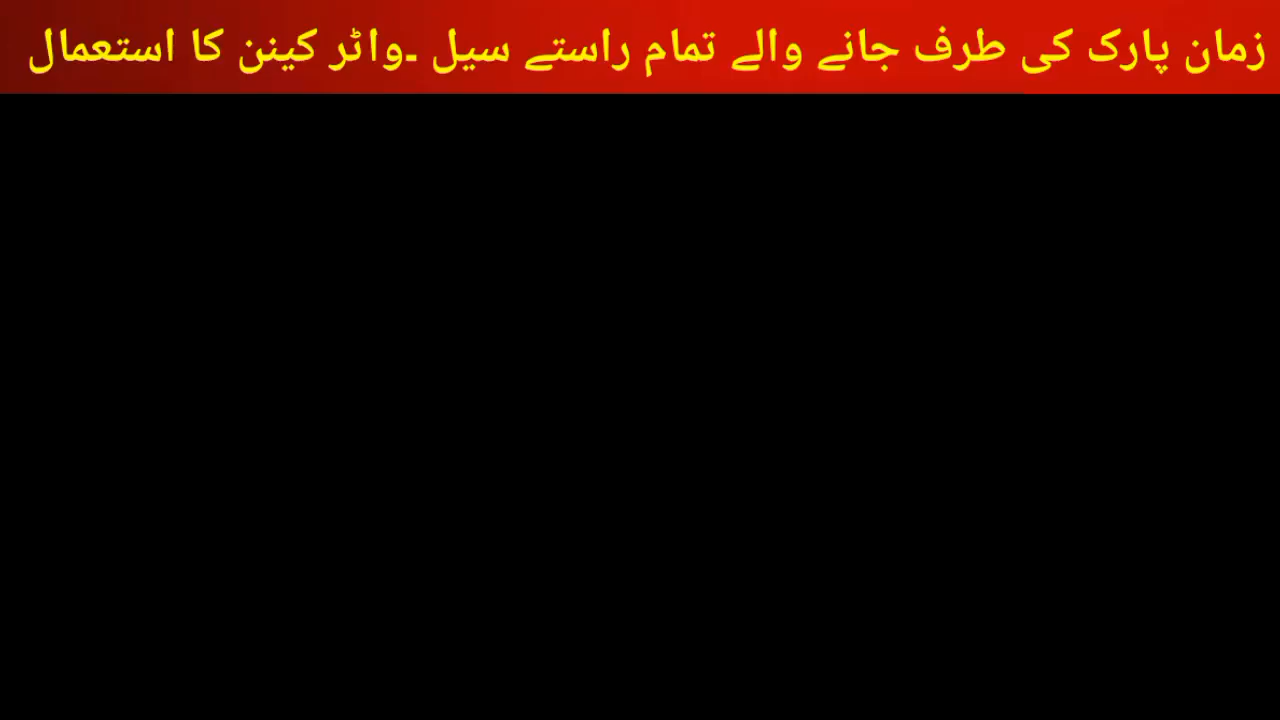 زمان پارک کی طرف جانے والے تمام راستے سیل ۔واٹر کینن کا استعمال